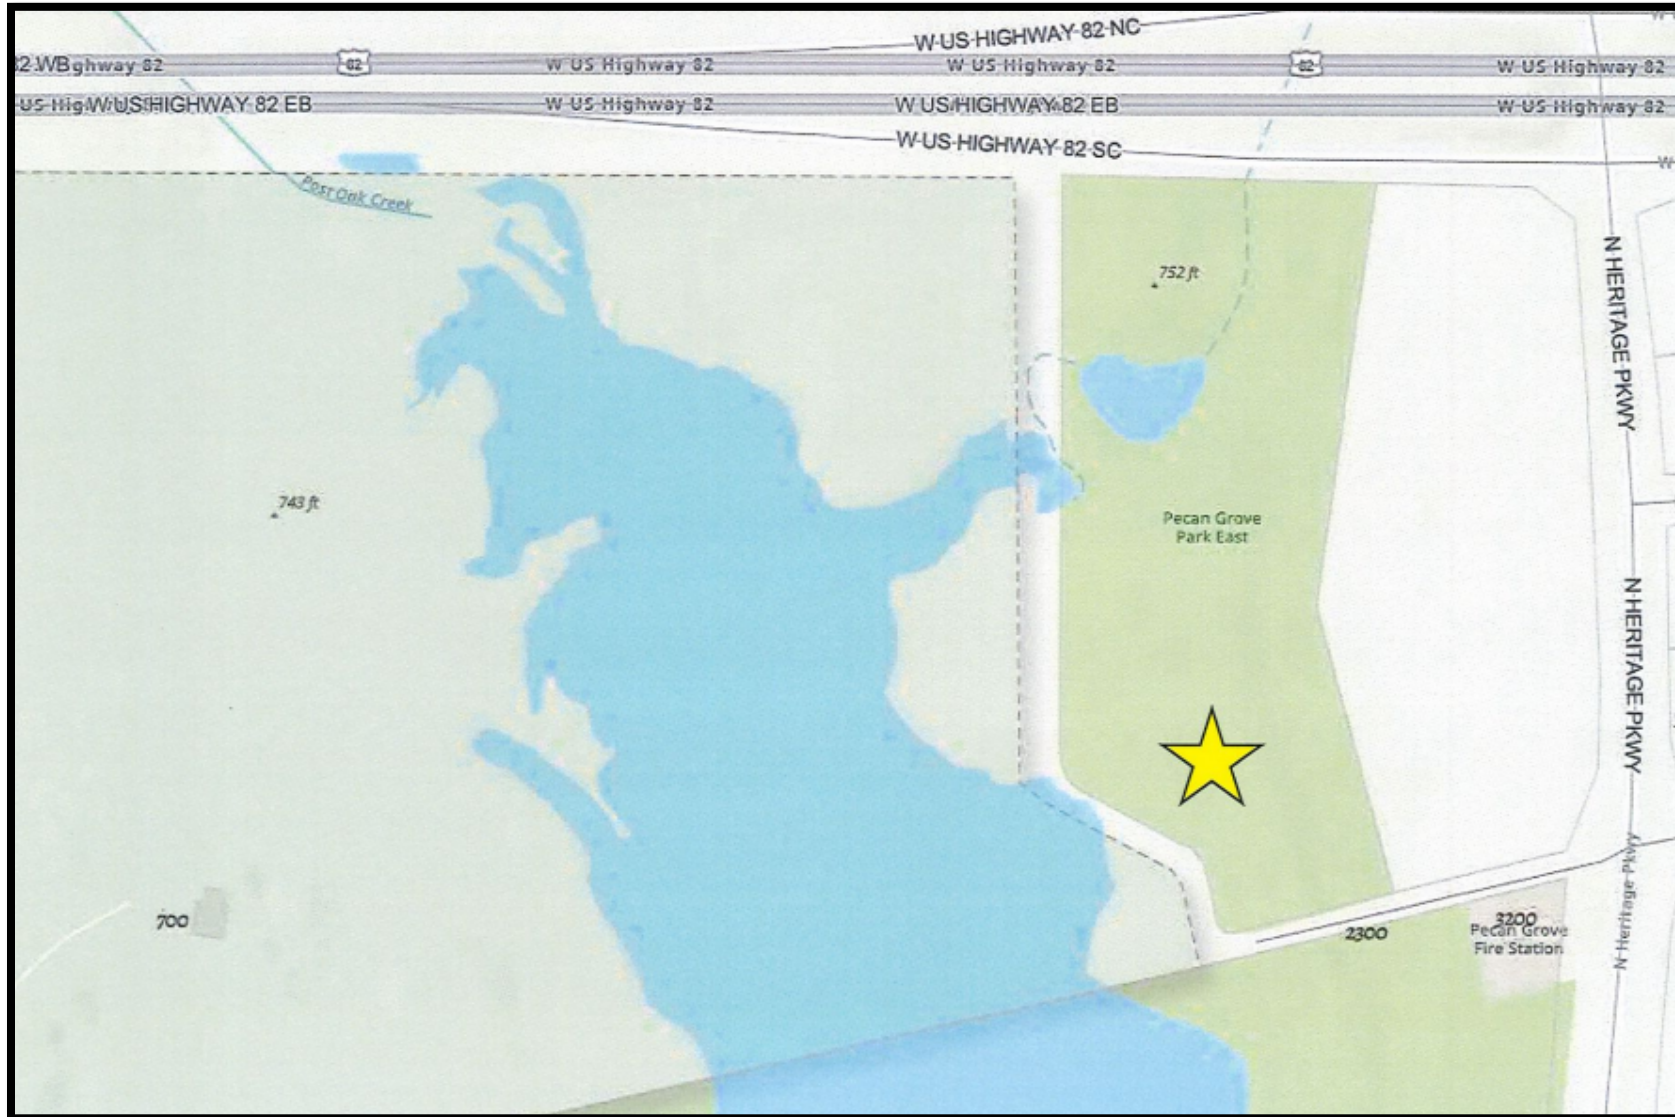 W US HIGHWAY 82 NC
82 WB
ghway 82
82
W US Highway 82
W US Highway 82
82
W US Highway 82
US Hig
W US HIGHWAY 82 EB
W US Highway 82
W US HIGHWAY 82 EB
W US Highway 82
W US HIGHWAY 82 SC
W
Post Oak Creek
752 ft
N HERITAGE PKWY
743 ft
Pecan Grove
Park East
N HERITAGE PKWY
N Heritage Pkwy
700
2300
3200
Pecan Grove
Fire Station